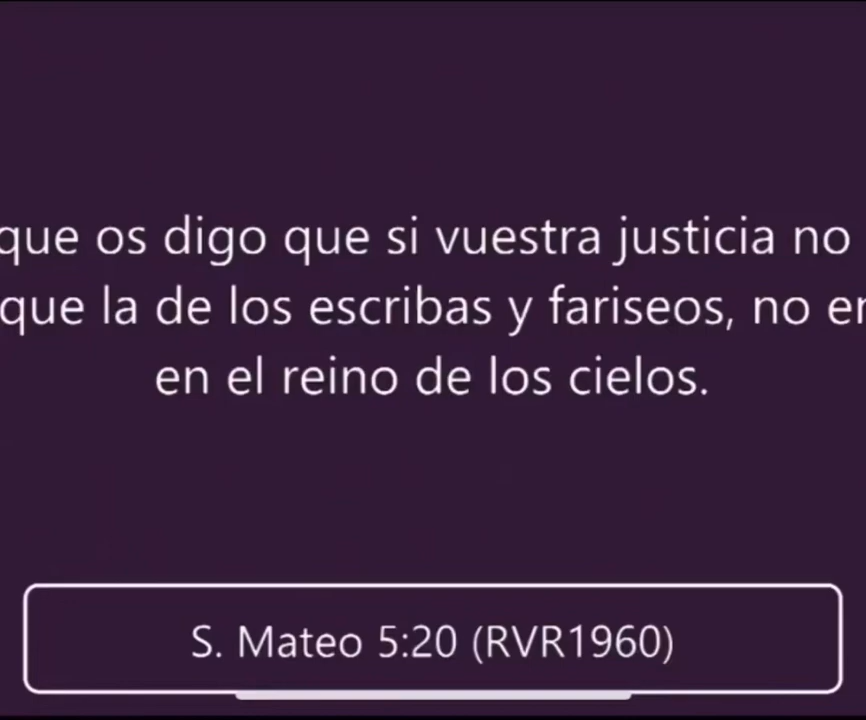 que os digo que si vuestra justicia no
que la de los escribas y fariseos, no en
en el reino de los cielos.
S. Mateo 5:20 (RVR1960)